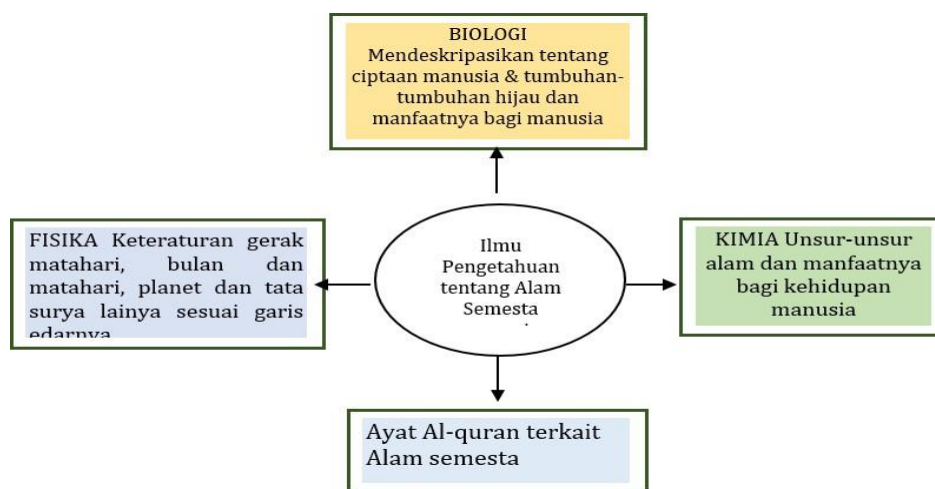 BIOLOGI
Mendeskripasikan tentang
ciptaan manusia & tumbuhan-
tumbuhan hijau dan
manfaatnya bagi manusia
FISIKA Keteraturan gerak
matahari, bulan dan
matahari, planet dan tata
surya lainya sesuai garis
edarnya
Ilmu
Pengetahuan
tentang Alam
Semesta
KIMIA Unsur-unsur
alam dan manfaatnya
bagi kehidupan
manusia
Ayat Al-quran terkait
Alam semesta